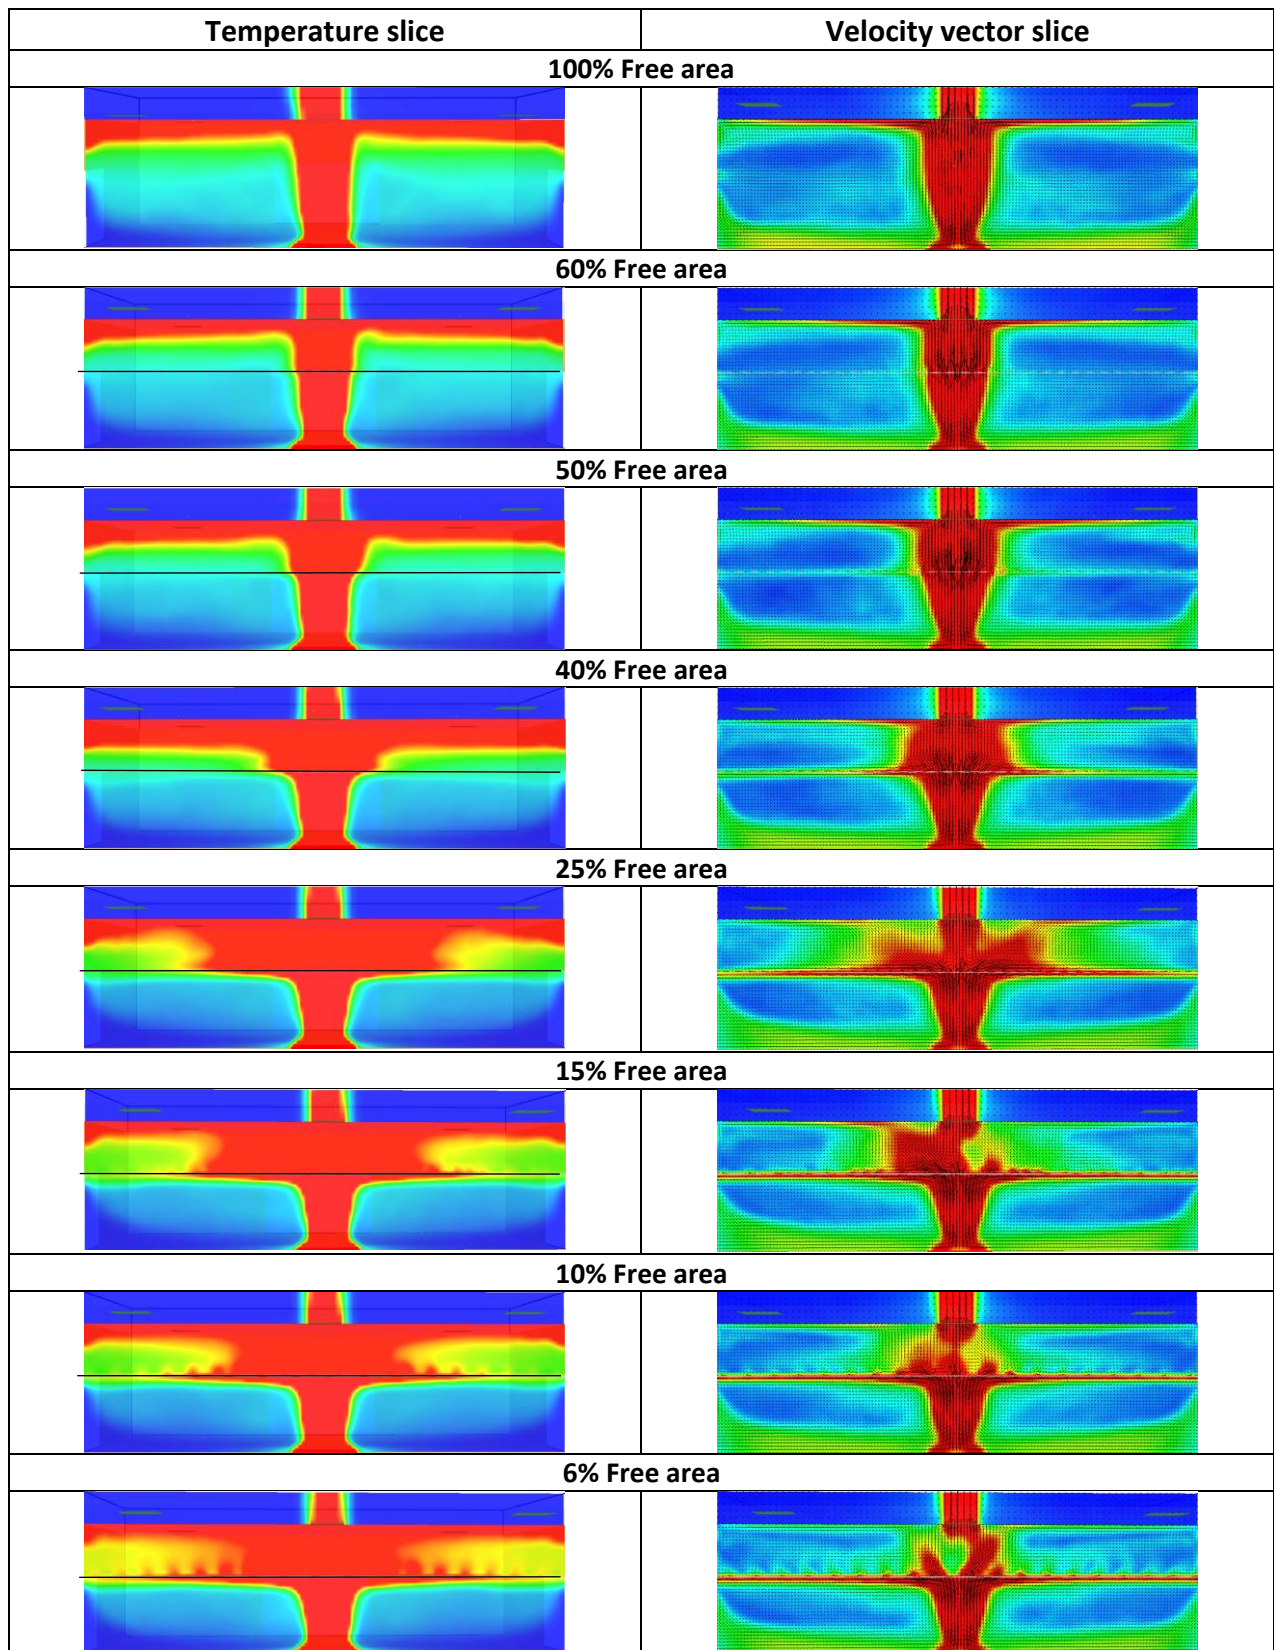 Temperature slice
Velocity vector slice
100% Free area
60% Free area
50% Free area
40% Free area
25% Free area
15% Free area
10% Free area
6% Free area